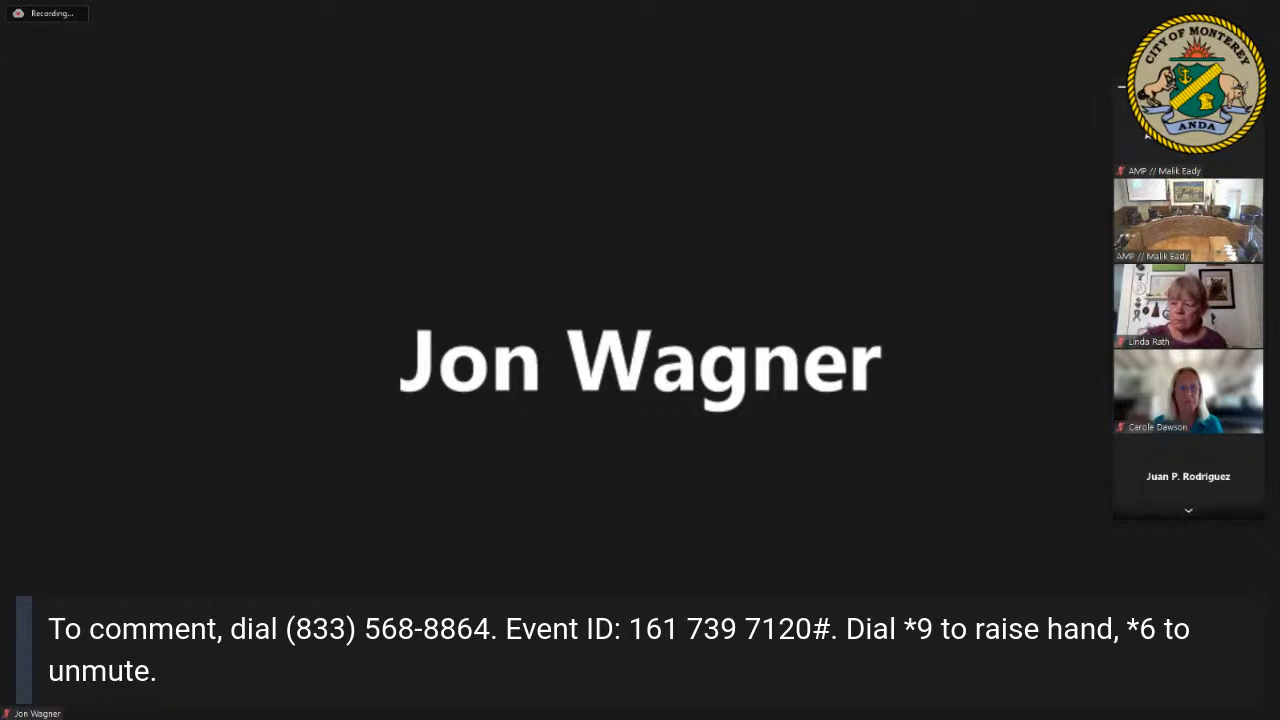 Recording...
CITY OF MONTEREY
ANDA
AMP // Malik Eady
AMP // Malik Eady
Linda Rath
Carole Dawson
Juan P. Rodriguez
Jon Wagner
To comment, dial (833) 568-8864. Event ID: 161 739 7120#. Dial *9 to raise hand, *6 to
unmute.
Jon Wagner